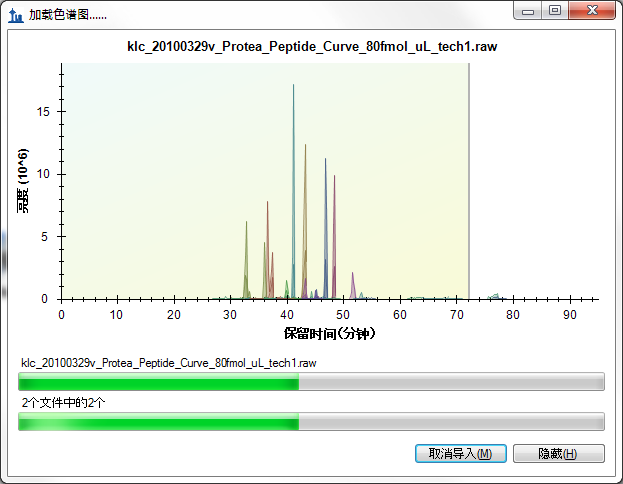 加载色谱图......
klc_20100329v_Protea_Peptide_Curve_80fmol_uL_tech1.raw
亮度 (10^6)
15
10
5
0
0 10 20 30 40 50 60 70 80 90
保留时间(分钟)
klc_20100329v_Protea_Peptide_Curve_80fmol_uL_tech1.raw
2个文件中的2个
取消导入(M) 隐藏(H)